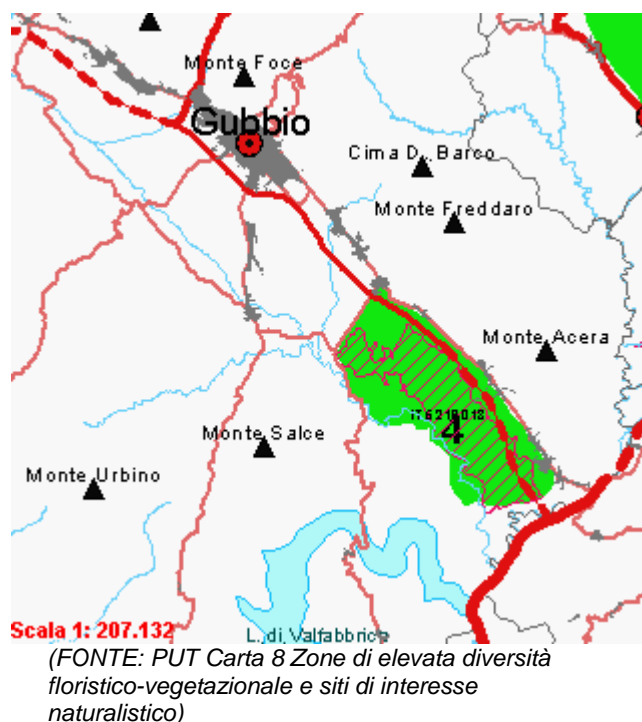 Monte Foce
Gubbio
Cima D. Barco
Monte Freddaro
Monte Acera
4
Monte Salce
Monte Urbino
Scala 1: 207.132
L. di Valfabbrica
(FONTE: PUT Carta 8 Zone di elevata diversità
floristico-vegetazionale e siti di interesse
naturalistico)